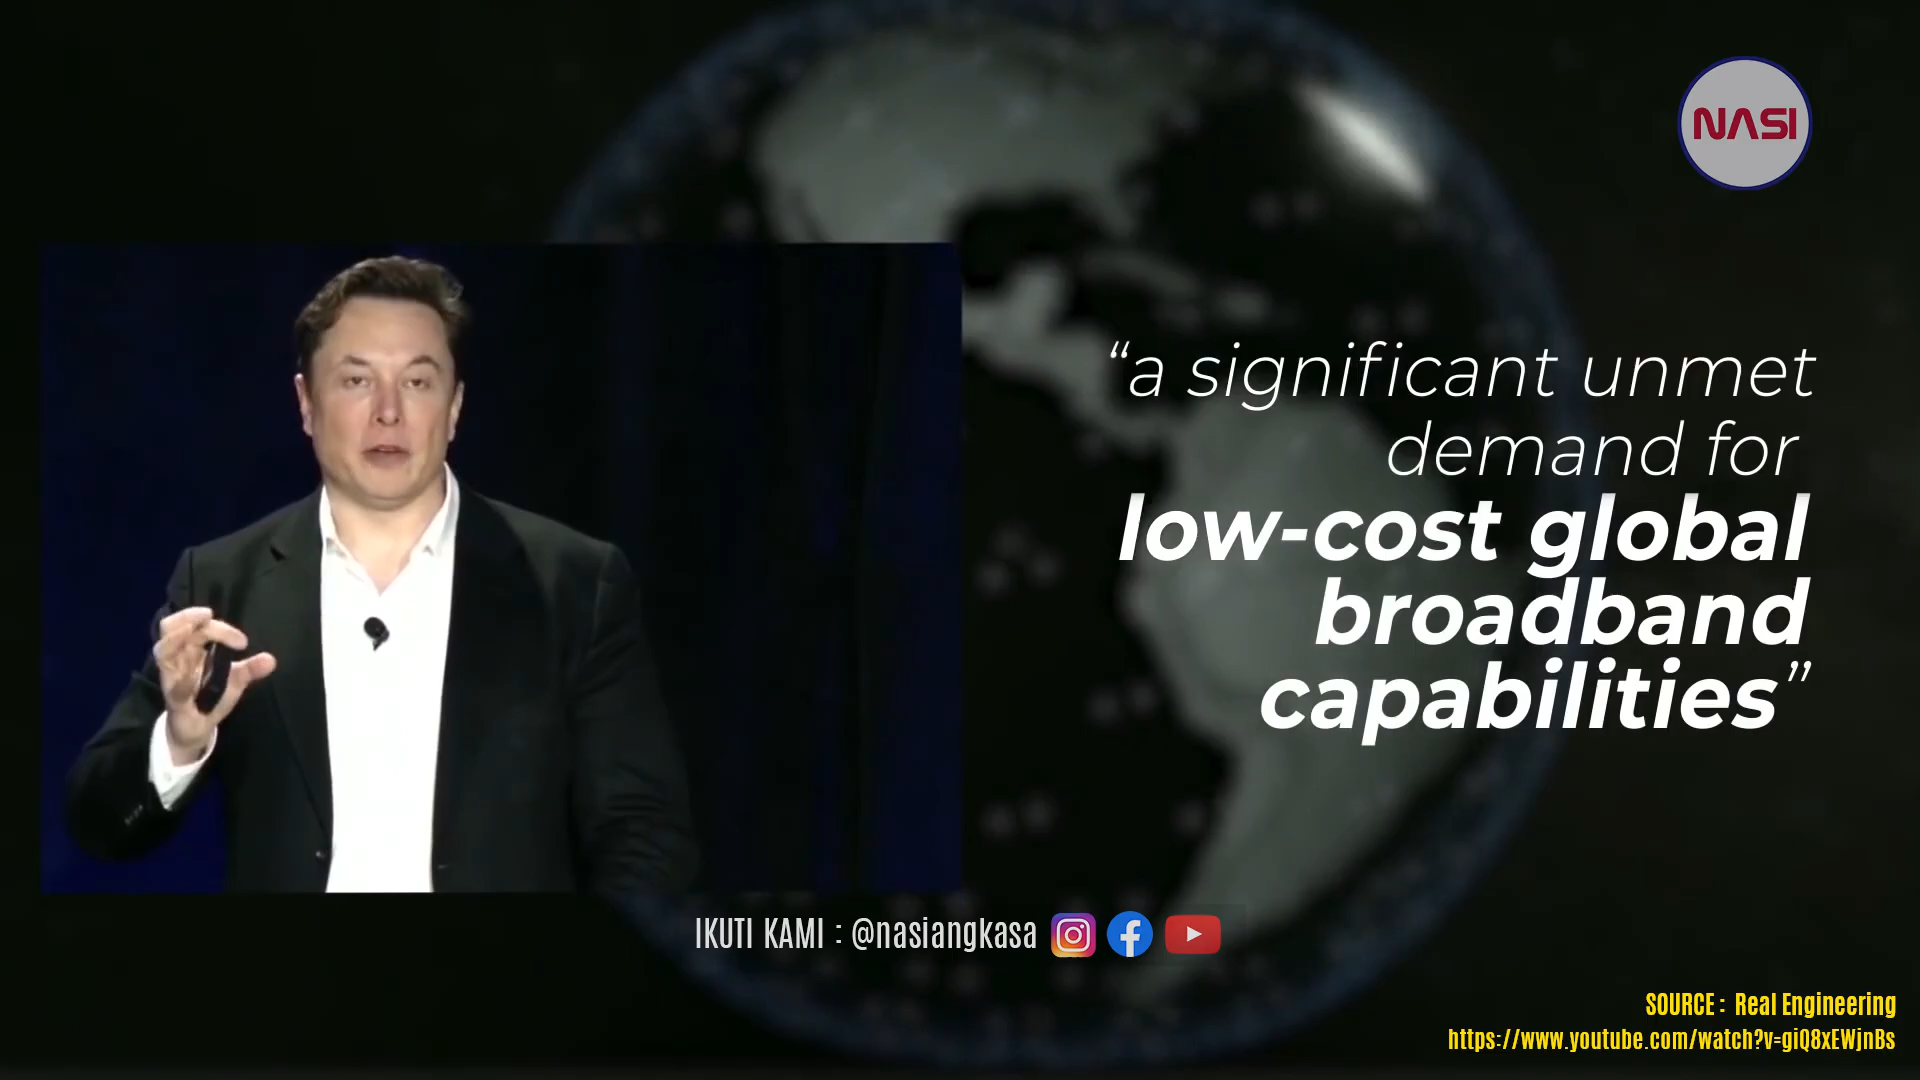 NASI
“a significant unmet
demand for
low-cost global
broadband
capabilities”
IKUTI KAMI : @nasiangkasa
SOURCE : Real Engineering
https://www.youtube.com/watch?v=giQ8xEWjnBs